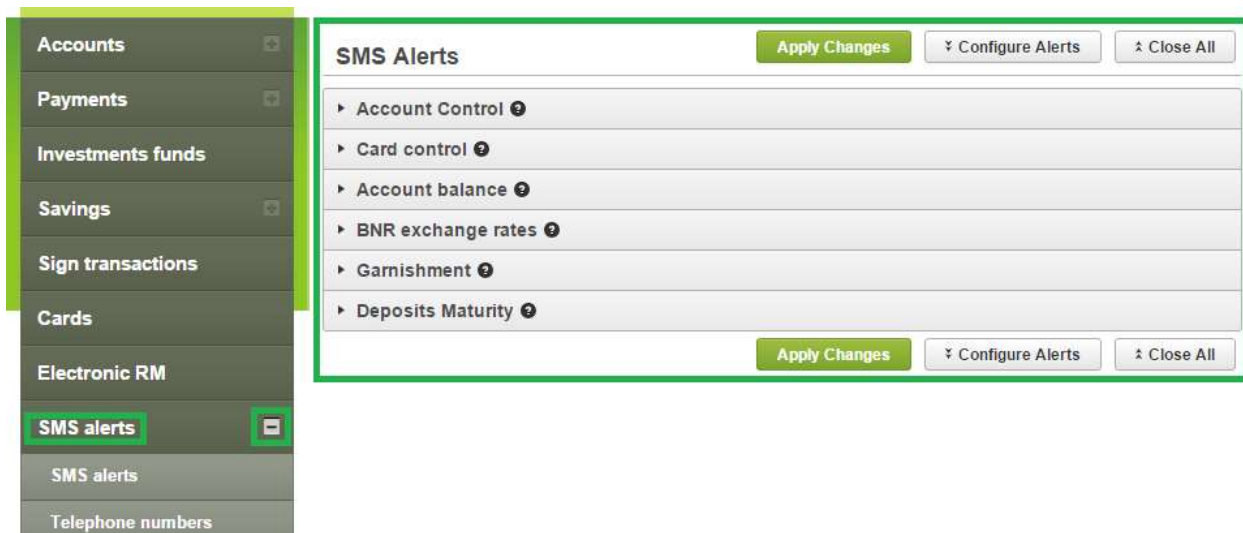 Accounts
Payments
Investments funds
Savings
Sign transactions
Cards
Electronic RM
SMS alerts
SMS alerts
Telephone numbers
SMS Alerts
Apply Changes
Configure Alerts
Close All
Account Control
Card control
Account balance
BNR exchange rates
Garnishment
Deposits Maturity
Apply Changes
Configure Alerts
Close All